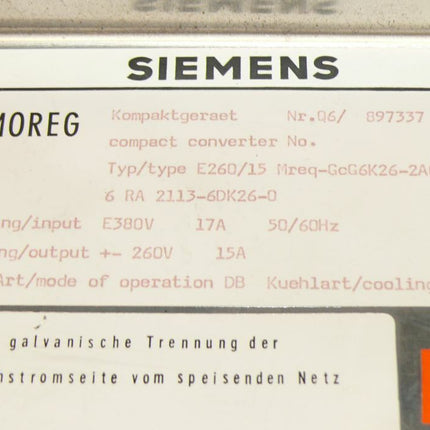 SIEMENS
MOREG
Kompaktgeraet Nr.Q6/ 897337
compact converter No.
Typ/type E260/15 Mreq-GcG6K26-2A
6 RA 2113-6DK26-0
ng/input E380V 17A 50/60Hz
ng/output +- 260V 15A
Art/mode of operation DB Kuehlart/cooling
galvanische Trennung der
nstromseite vom speisenden Netz